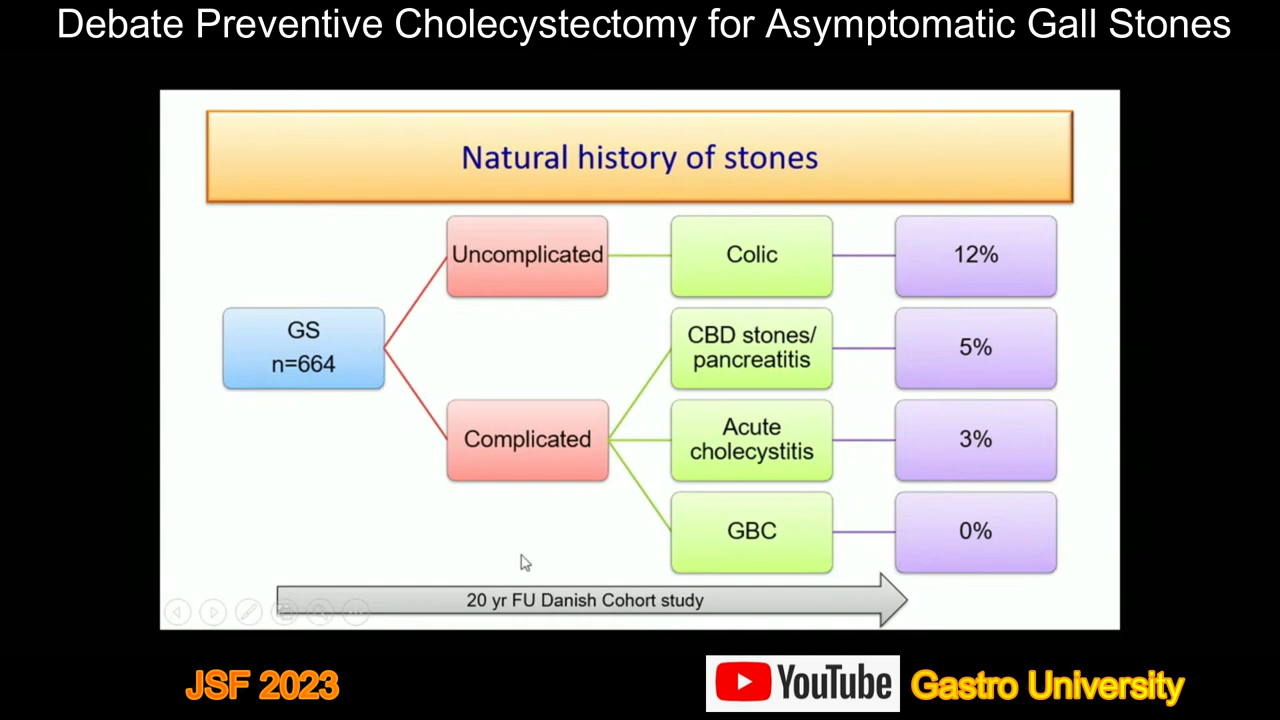 Debate Preventive Cholecystectomy for Asymptomatic Gall Stones
Natural history of stones
GS
n=664
Uncomplicated
Colic
12%
CBD stones/
pancreatitis
5%
Complicated
Acute
cholecystitis
3%
GBC
0%
20 yr FU Danish Cohort study
JSF 2023
YouTube
Gastro University